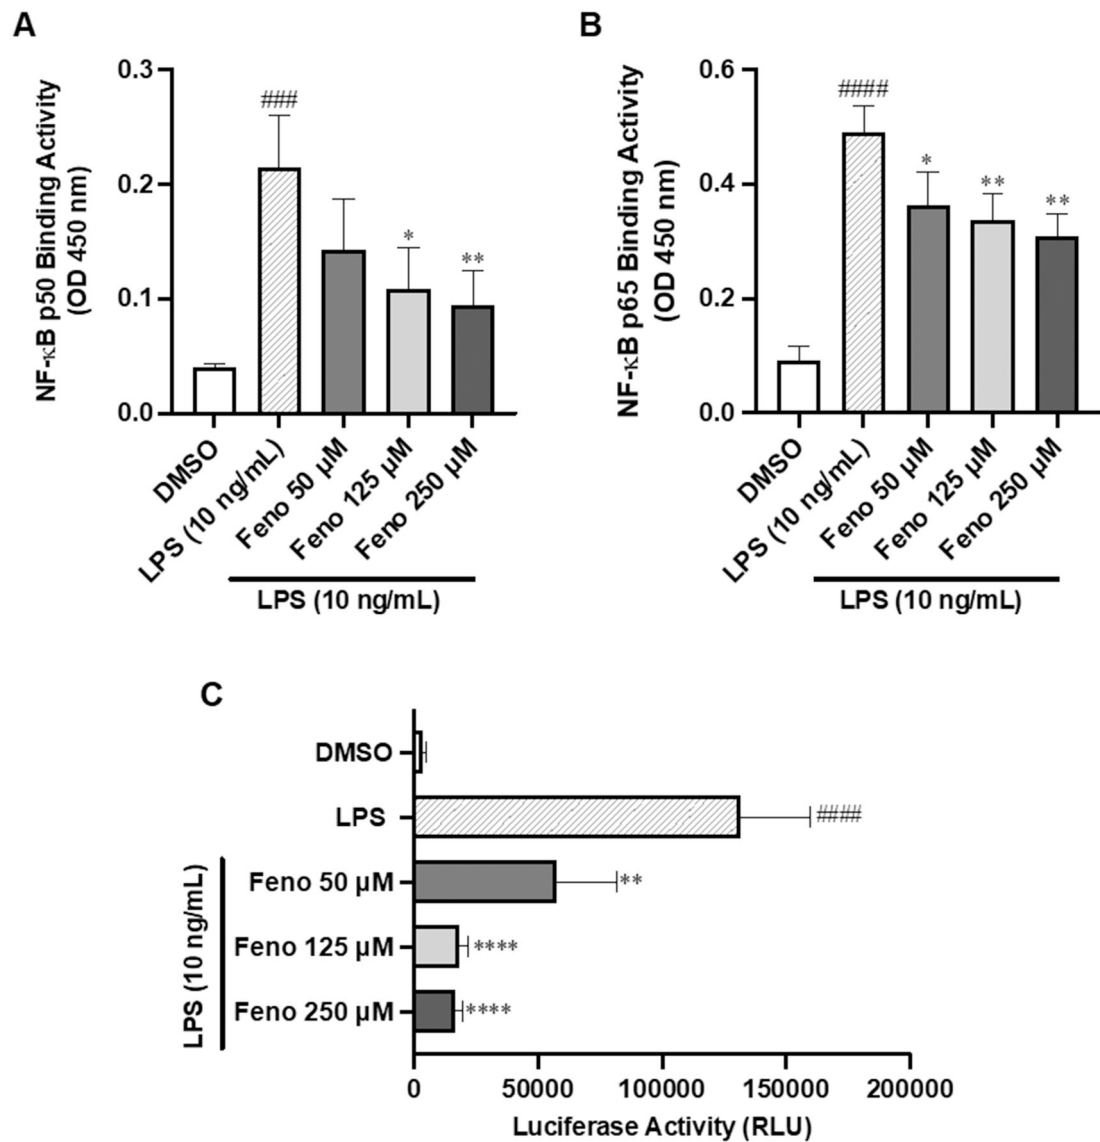 A
NF-κB p50 Binding Activity
(OD 450 nm)
0.3
0.2
0.1
0.0
###
*
**
DMSO
LPS (10 ng/mL)
Feno 50 µM
Feno 125 µM
Feno 250 µM
LPS (10 ng/mL)
B
NF-κB p65 Binding Activity
(OD 450 nm)
0.6
0.4
0.2
0.0
####
*
**
**
DMSO
LPS (10 ng/mL)
Feno 50 µM
Feno 125 µM
Feno 250 µM
LPS (10 ng/mL)
C
DMSO
LPS
####
Feno 50 µM
**
Feno 125 µM
****
Feno 250 µM
****
LPS (10 ng/mL)
0
50000
100000
150000
200000
Luciferase Activity (RLU)